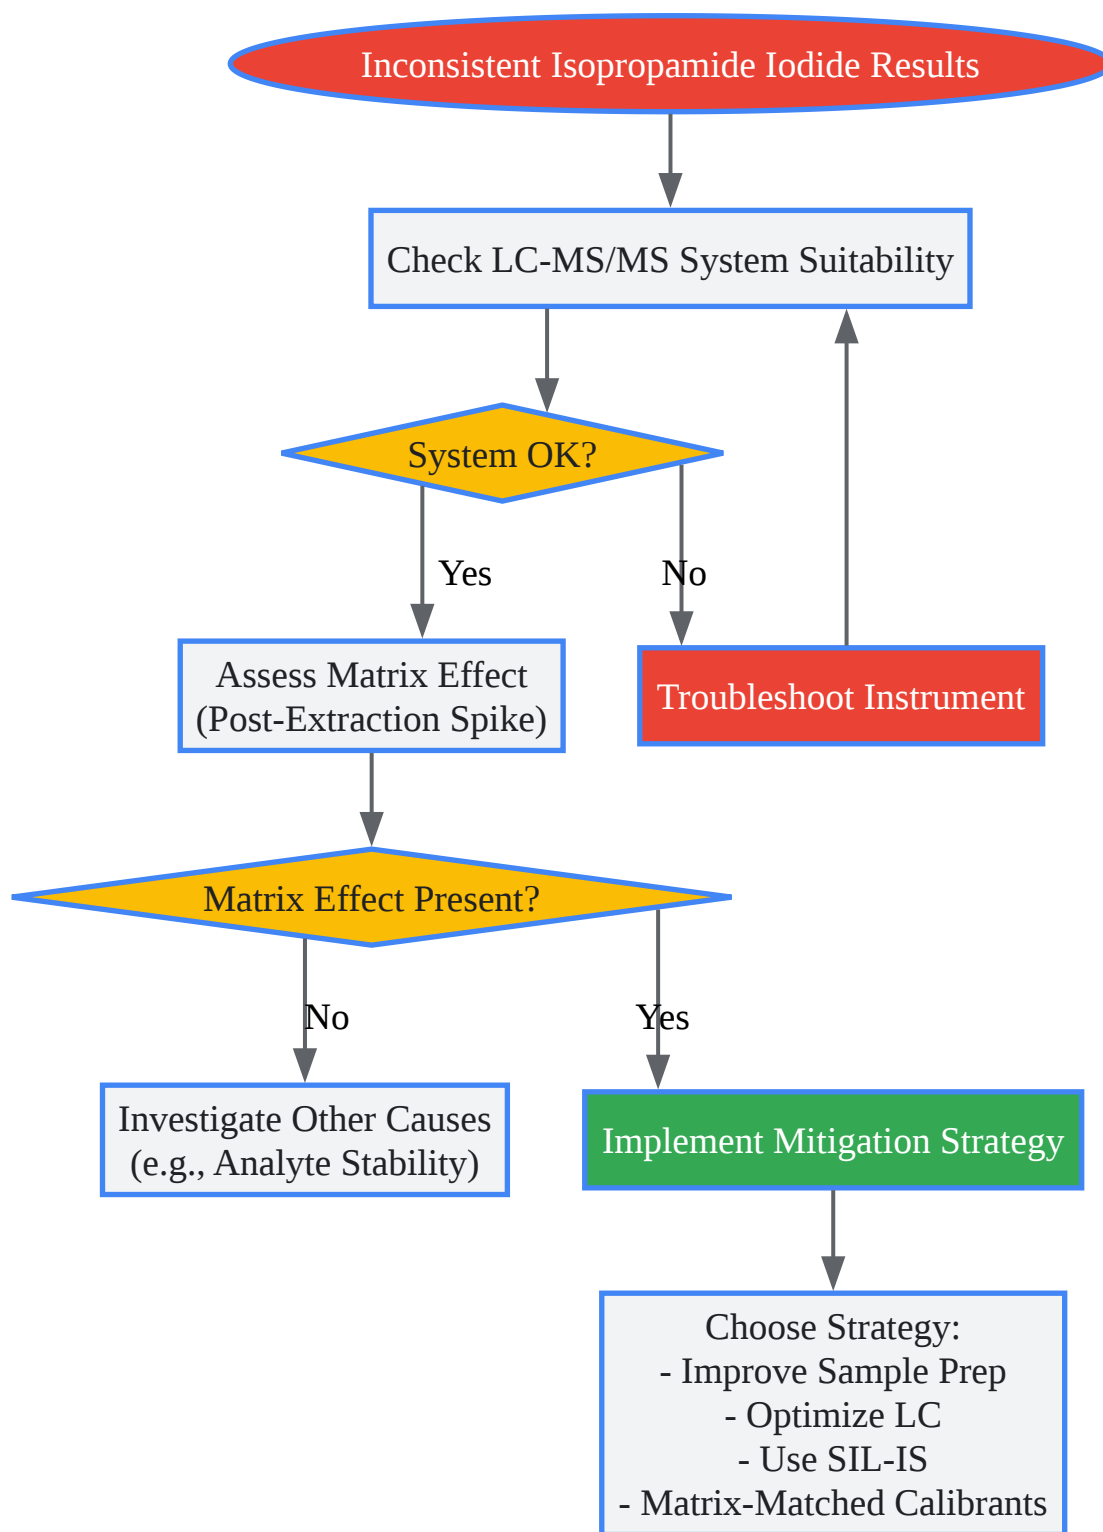 Inconsistent Isopropamide Iodide Results
Check LC-MS/MS System Suitability
System OK?
Yes
No
Assess Matrix Effect
(Post-Extraction Spike)
Troubleshoot Instrument
Matrix Effect Present?
No
Yes
Investigate Other Causes
(e.g., Analyte Stability)
Implement Mitigation Strategy
Choose Strategy:
- Improve Sample Prep
- Optimize LC
- Use SIL-IS
- Matrix-Matched Calibrants